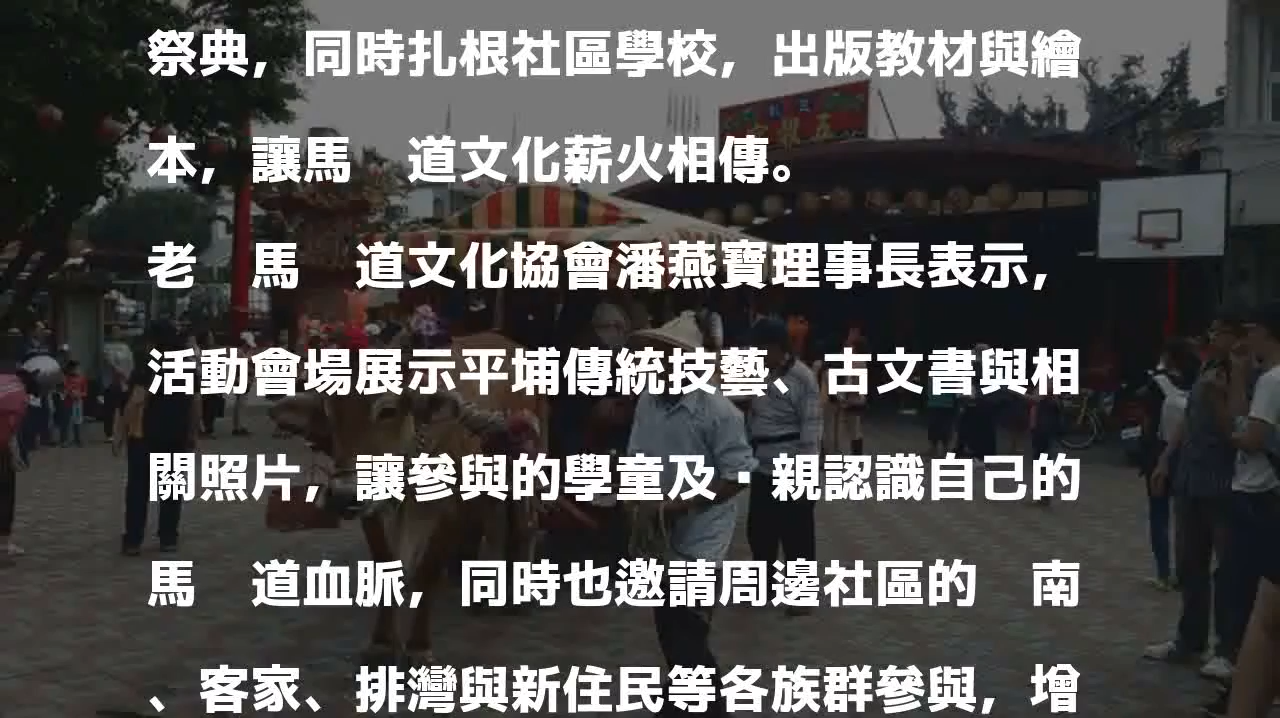 祭典，同時扎根社區學校，出版教材與繪
本，讓馬　道文化薪火相傳。
老　馬　道文化協會潘燕寶理事長表示，
活動會場展示平埔傳統技藝、古文書與相
關照片，讓參與的學童及·親認識自己的
馬　道血脈，同時也邀請周邊社區的　南
、客家、排灣與新住民等各族群參與，增